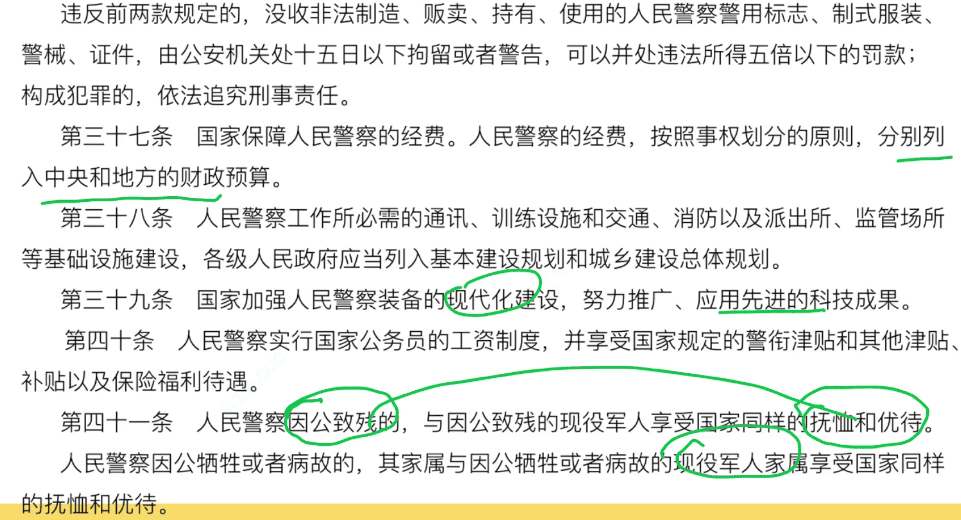 违反前两款规定的，没收非法制造、贩卖、持有、使用的人民警察警用标志、制式服装、
警械、证件，由公安机关处十五日以下拘留或者警告，可以并处违法所得五倍以下的罚款；
构成犯罪的，依法追究刑事责任。
第三十七条 国家保障人民警察的经费。人民警察的经费，按照事权划分的原则，分别列
入中央和地方的财政预算。
第三十八条 人民警察工作所必需的通讯、训练设施和交通、消防以及派出所、监管场所
等基础设施建设，各级人民政府应当列入基本建设规划和城乡建设总体规划。
第三十九条 国家加强人民警察装备的现代化建设，努力推广、应用先进的科技成果。
第四十条 人民警察实行国家公务员的工资制度，并享受国家规定的警衔津贴和其他津贴、
补贴以及保险福利待遇。
第四十一条 人民警察因公致残的，与因公致残的现役军人享受国家同样的抚恤和优待。
人民警察因公牺牲或者病故的，其家属与因公牺牲或者病故的现役军人家属享受国家同样
的抚恤和优待。